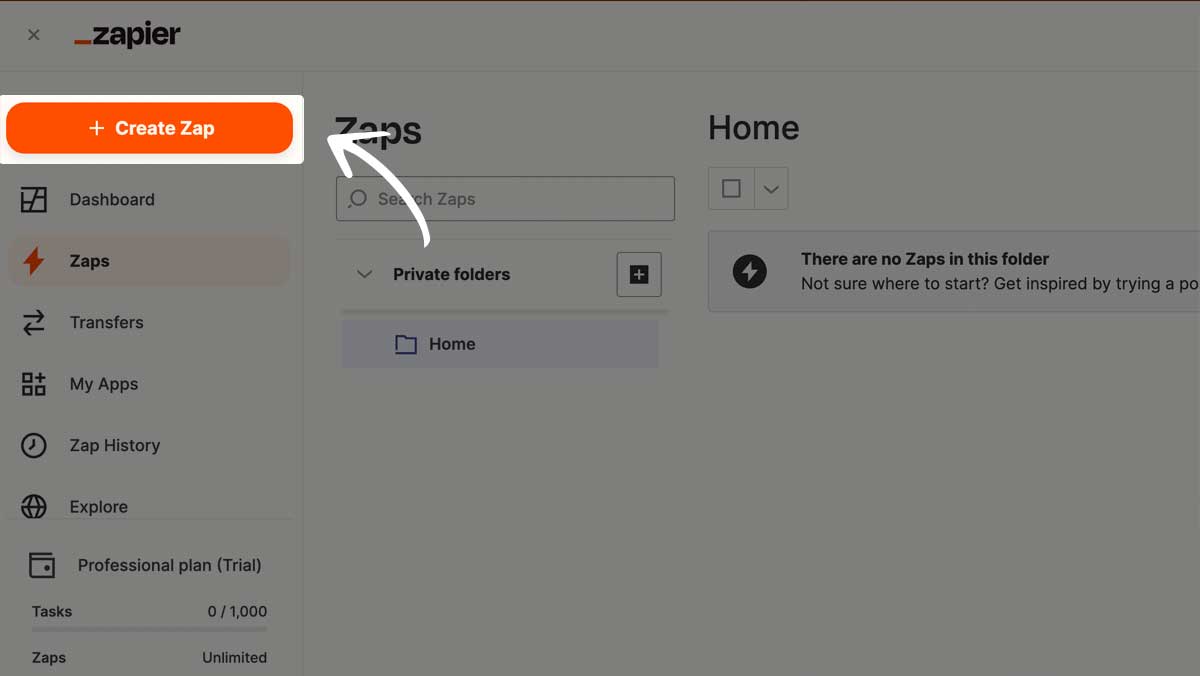 zapier
+ Create Zap
Dashboard
Zaps
Transfers
My Apps
Zap History
Explore
Professional plan (Trial)
Tasks 0 / 1,000
Zaps Unlimited
Zaps
Search Zaps
Private folders
Home
Home
There are no Zaps in this folder
Not sure where to start? Get inspired by trying a po